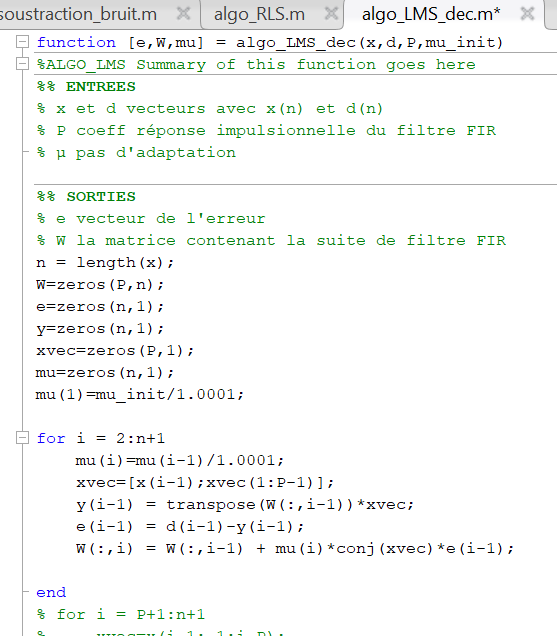 soustraction_bruit.m algo_RLS.m algo_LMS_dec.m*
function [e,W,mu] = algo_LMS_dec(x,d,P,mu_init)
%ALGO_LMS Summary of this function goes here
%% ENTREES
% x et d vecteurs avec x(n) et d(n)
% P coeff réponse impulsionnelle du filtre FIR
% µ pas d'adaptation
%% SORTIES
% e vecteur de l'erreur
% W la matrice contenant la suite de filtre FIR
n = length(x);
W=zeros(P,n);
e=zeros(n,1);
y=zeros(n,1);
xvec=zeros(P,1);
mu=zeros(n,1);
mu(1)=mu_init/1.0001;
for i = 2:n+1
mu(i)=mu(i-1)/1.0001;
xvec=[x(i-1);xvec(1:P-1)];
y(i-1) = transpose(W(:,i-1))*xvec;
e(i-1) = d(i-1)-y(i-1);
W(:,i) = W(:,i-1) + mu(i)*conj(xvec)*e(i-1);
end
% for i = P+1:n+1